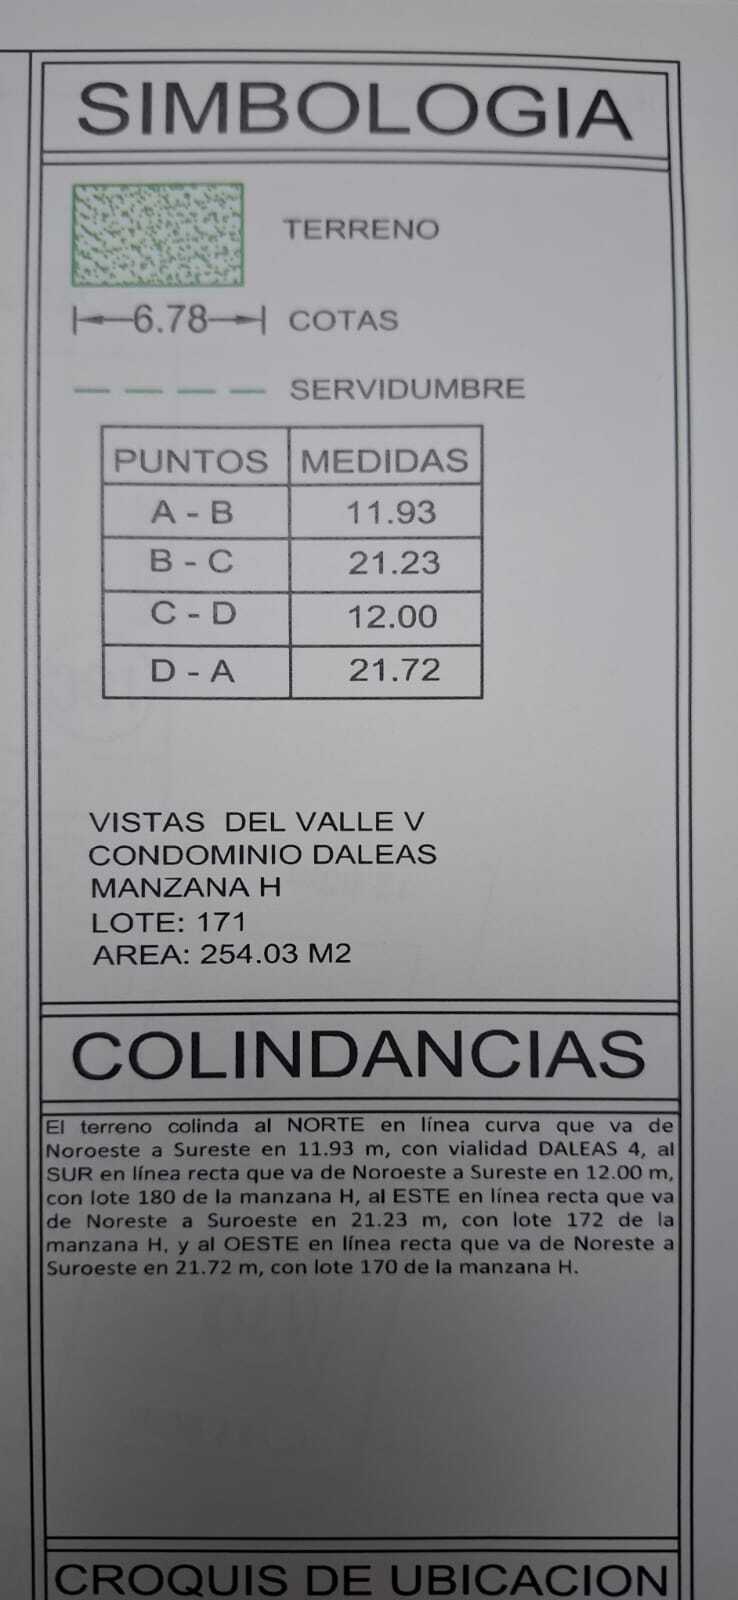 SIMBOLOGIA
TERRENO
6.78 COTAS
SERVIDUMBRE
PUNTOS MEDIDAS
A - B 11.93
B - C 21.23
C - D 12.00
D - A 21.72
VISTAS DEL VALLE V
CONDOMINIO DALEAS
MANZANA H
LOTE: 171
AREA: 254.03 M2
COLINDANCIAS
El terreno colinda al NORTE en línea curva que va de
Noroeste a Sureste en 11.93 m, con vialidad DALEAS 4, al
SUR en línea recta que va de Noroeste a Sureste en 12.00 m,
con lote 180 de la manzana H, al ESTE en línea recta que va
de Noreste a Suroeste en 21.23 m, con lote 172 de la
manzana H, y al OESTE en línea recta que va de Noreste a
Suroeste en 21.72 m, con lote 170 de la manzana H.
CROQUIS DE UBICACION